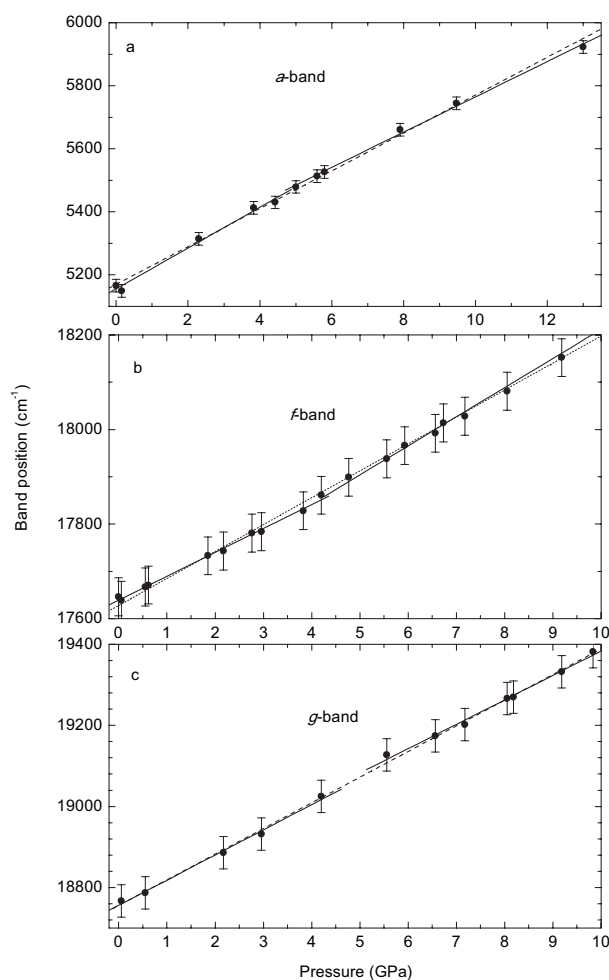 6000
a
a-band
5800
5600
5400
5200
0 2 4 6 8 10 12
18200
b
f-band
18000
17800
17600
0 1 2 3 4 5 6 7 8 9 10
Band position (cm-1)
19400
c
g-band
19200
19000
18800
0 1 2 3 4 5 6 7 8 9 10
Pressure (GPa)